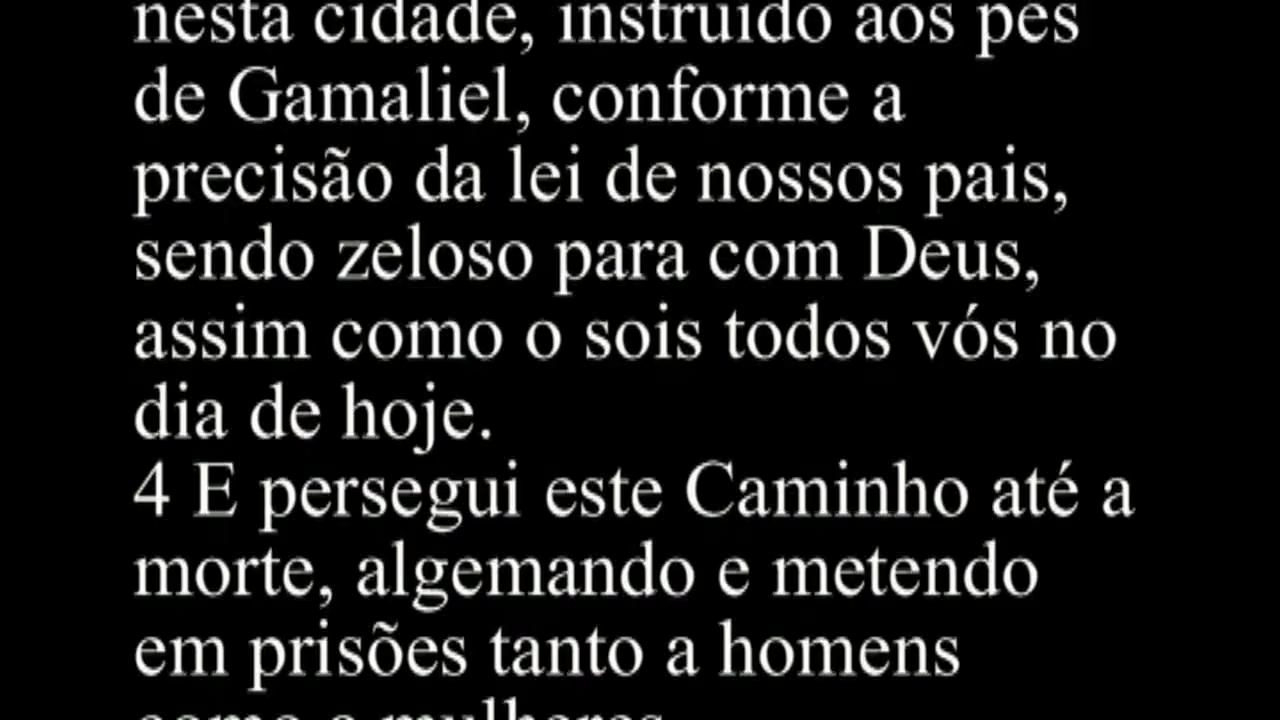 nesta cidade, instruído aos pés
de Gamaliel, conforme a
precisão da lei de nossos pais,
sendo zeloso para com Deus,
assim como o sois todos vós no
dia de hoje.
4 E persegui este Caminho até a
morte, algemando e metendo
em prisões tanto a homens
como a mulheres